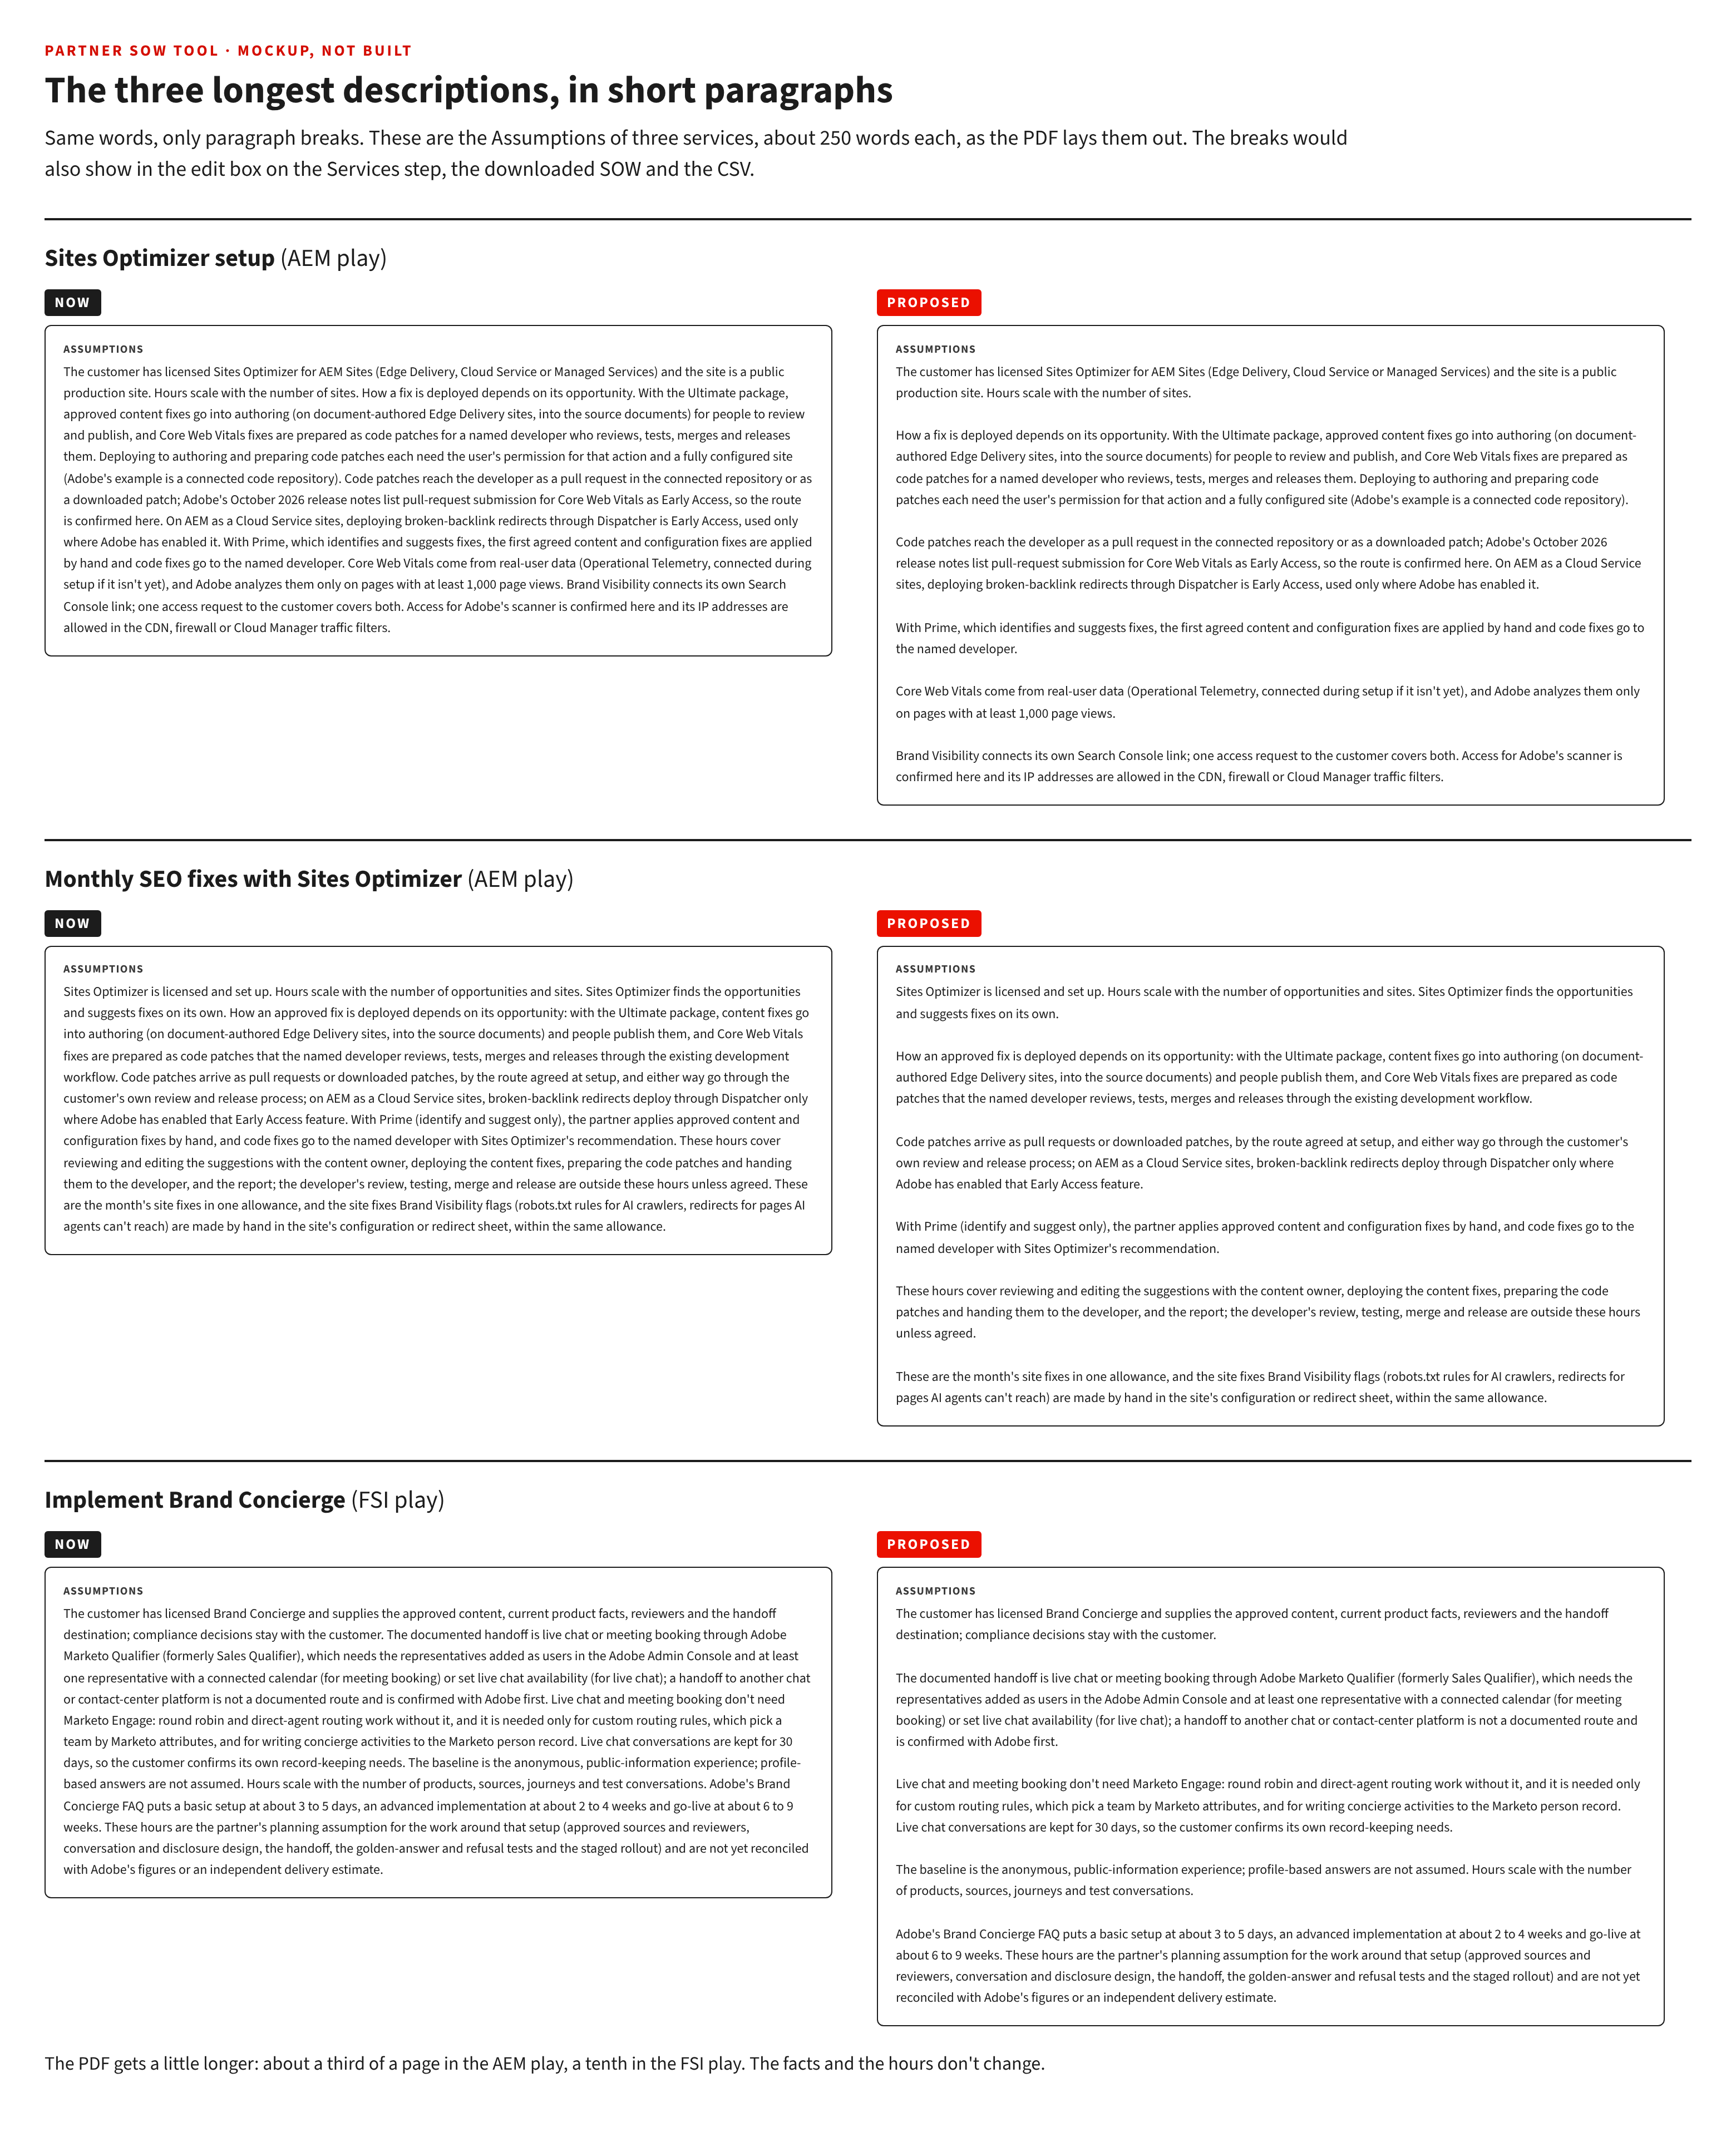 PARTNER SOW TOOL · MOCKUP, NOT BUILT
The three longest descriptions, in short paragraphs
Same words, only paragraph breaks. These are the Assumptions of three services, about 250 words each, as the PDF lays them out. The breaks would
also show in the edit box on the Services step, the downloaded SOW and the CSV.
Sites Optimizer setup (AEM play)
NOW
ASSUMPTIONS
The customer has licensed Sites Optimizer for AEM Sites (Edge Delivery, Cloud Service or Managed Services) and the site is a public
production site. Hours scale with the number of sites. How a fix is deployed depends on its opportunity. With the Ultimate package,
approved content fixes go into authoring (on document-authored Edge Delivery sites, into the source documents) for people to review
and publish, and Core Web Vitals fixes are prepared as code patches for a named developer who reviews, tests, merges and releases
them. Deploying to authoring and preparing code patches each need the user's permission for that action and a fully configured site
(Adobe's example is a connected code repository). Code patches reach the developer as a pull request in the connected repository or as
a downloaded patch; Adobe's October 2026 release notes list pull-request submission for Core Web Vitals as Early Access, so the route
is confirmed here. On AEM as a Cloud Service sites, deploying broken-backlink redirects through Dispatcher is Early Access, used only
where Adobe has enabled it. With Prime, which identifies and suggests fixes, the first agreed content and configuration fixes are applied
by hand and code fixes go to the named developer. Core Web Vitals come from real-user data (Operational Telemetry, connected during
setup if it isn't yet), and Adobe analyzes them only on pages with at least 1,000 page views. Brand Visibility connects its own Search
Console link; one access request to the customer covers both. Access for Adobe's scanner is confirmed here and its IP addresses are
allowed in the CDN, firewall or Cloud Manager traffic filters.
PROPOSED
ASSUMPTIONS
The customer has licensed Sites Optimizer for AEM Sites (Edge Delivery, Cloud Service or Managed Services) and the site is a public
production site. Hours scale with the number of sites.
How a fix is deployed depends on its opportunity. With the Ultimate package, approved content fixes go into authoring (on document-
authored Edge Delivery sites, into the source documents) for people to review and publish, and Core Web Vitals fixes are prepared as
code patches for a named developer who reviews, tests, merges and releases them. Deploying to authoring and preparing code
patches each need the user's permission for that action and a fully configured site (Adobe's example is a connected code repository).
Code patches reach the developer as a pull request in the connected repository or as a downloaded patch; Adobe's October 2026
release notes list pull-request submission for Core Web Vitals as Early Access, so the route is confirmed here. On AEM as a Cloud Service
sites, deploying broken-backlink redirects through Dispatcher is Early Access, used only where Adobe has enabled it.
With Prime, which identifies and suggests fixes, the first agreed content and configuration fixes are applied by hand and code fixes go to
the named developer.
Core Web Vitals come from real-user data (Operational Telemetry, connected during setup if it isn't yet), and Adobe analyzes them only
on pages with at least 1,000 page views.
Brand Visibility connects its own Search Console link; one access request to the customer covers both. Access for Adobe's scanner is
confirmed here and its IP addresses are allowed in the CDN, firewall or Cloud Manager traffic filters.
Monthly SEO fixes with Sites Optimizer (AEM play)
NOW
ASSUMPTIONS
Sites Optimizer is licensed and set up. Hours scale with the number of opportunities and sites. Sites Optimizer finds the opportunities
and suggests fixes on its own. How an approved fix is deployed depends on its opportunity: with the Ultimate package, content fixes go
into authoring (on document-authored Edge Delivery sites, into the source documents) and people publish them, and Core Web Vitals
fixes are prepared as code patches that the named developer reviews, tests, merges and releases through the existing development
workflow. Code patches arrive as pull requests or downloaded patches, by the route agreed at setup, and either way go through the
customer's own review and release process; on AEM as a Cloud Service sites, broken-backlink redirects deploy through Dispatcher only
where Adobe has enabled that Early Access feature. With Prime (identify and suggest only), the partner applies approved content and
configuration fixes by hand, and code fixes go to the named developer with Sites Optimizer's recommendation. These hours cover
reviewing and editing the suggestions with the content owner, deploying the content fixes, preparing the code patches and handing
them to the developer, and the report; the developer's review, testing, merge and release are outside these hours unless agreed. These
are the month's site fixes in one allowance, and the site fixes Brand Visibility flags (robots.txt rules for AI crawlers, redirects for pages AI
agents can't reach) are made by hand in the site's configuration or redirect sheet, within the same allowance.
PROPOSED
ASSUMPTIONS
Sites Optimizer is licensed and set up. Hours scale with the number of opportunities and sites. Sites Optimizer finds the opportunities
and suggests fixes on its own.
How an approved fix is deployed depends on its opportunity: with the Ultimate package, content fixes go into authoring (on document-
authored Edge Delivery sites, into the source documents) and people publish them, and Core Web Vitals fixes are prepared as code
patches that the named developer reviews, tests, merges and releases through the existing development workflow.
Code patches arrive as pull requests or downloaded patches, by the route agreed at setup, and either way go through the customer's
own review and release process; on AEM as a Cloud Service sites, broken-backlink redirects deploy through Dispatcher only where
Adobe has enabled that Early Access feature.
With Prime (identify and suggest only), the partner applies approved content and configuration fixes by hand, and code fixes go to the
named developer with Sites Optimizer's recommendation.
These hours cover reviewing and editing the suggestions with the content owner, deploying the content fixes, preparing the code
patches and handing them to the developer, and the report; the developer's review, testing, merge and release are outside these hours
unless agreed.
These are the month's site fixes in one allowance, and the site fixes Brand Visibility flags (robots.txt rules for AI crawlers, redirects for
pages AI agents can't reach) are made by hand in the site's configuration or redirect sheet, within the same allowance.
Implement Brand Concierge (FSI play)
NOW
ASSUMPTIONS
The customer has licensed Brand Concierge and supplies the approved content, current product facts, reviewers and the handoff
destination; compliance decisions stay with the customer. The documented handoff is live chat or meeting booking through Adobe
Marketo Qualifier (formerly Sales Qualifier), which needs the representatives added as users in the Adobe Admin Console and at least
one representative with a connected calendar (for meeting booking) or set live chat availability (for live chat); a handoff to another chat
or contact-center platform is not a documented route and is confirmed with Adobe first. Live chat and meeting booking don't need
Marketo Engage: round robin and direct-agent routing work without it, and it is needed only for custom routing rules, which pick a
team by Marketo attributes, and for writing concierge activities to the Marketo person record. Live chat conversations are kept for 30
days, so the customer confirms its own record-keeping needs. The baseline is the anonymous, public-information experience; profile-
based answers are not assumed. Hours scale with the number of products, sources, journeys and test conversations. Adobe's Brand
Concierge FAQ puts a basic setup at about 3 to 5 days, an advanced implementation at about 2 to 4 weeks and go-live at about 6 to 9
weeks. These hours are the partner's planning assumption for the work around that setup (approved sources and reviewers,
conversation and disclosure design, the handoff, the golden-answer and refusal tests and the staged rollout) and are not yet reconciled
with Adobe's figures or an independent delivery estimate.
PROPOSED
ASSUMPTIONS
The customer has licensed Brand Concierge and supplies the approved content, current product facts, reviewers and the handoff
destination; compliance decisions stay with the customer.
The documented handoff is live chat or meeting booking through Adobe Marketo Qualifier (formerly Sales Qualifier), which needs the
representatives added as users in the Adobe Admin Console and at least one representative with a connected calendar (for meeting
booking) or set live chat availability (for live chat); a handoff to another chat or contact-center platform is not a documented route and
is confirmed with Adobe first.
Live chat and meeting booking don't need Marketo Engage: round robin and direct-agent routing work without it, and it is needed only
for custom routing rules, which pick a team by Marketo attributes, and for writing concierge activities to the Marketo person record.
Live chat conversations are kept for 30 days, so the customer confirms its own record-keeping needs.
The baseline is the anonymous, public-information experience; profile-based answers are not assumed. Hours scale with the number
of products, sources, journeys and test conversations.
Adobe's Brand Concierge FAQ puts a basic setup at about 3 to 5 days, an advanced implementation at about 2 to 4 weeks and go-live at
about 6 to 9 weeks. These hours are the partner's planning assumption for the work around that setup (approved sources and
reviewers, conversation and disclosure design, the handoff, the golden-answer and refusal tests and the staged rollout) and are not yet
reconciled with Adobe's figures or an independent delivery estimate.
The PDF gets a little longer: about a third of a page in the AEM play, a tenth in the FSI play. The facts and the hours don't change.